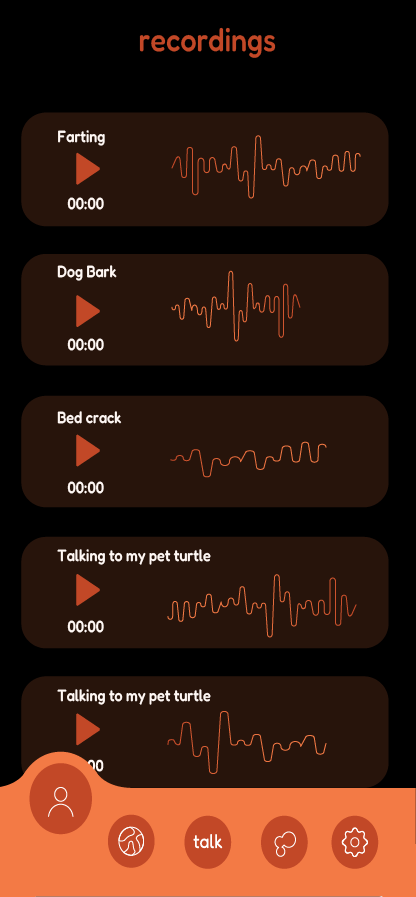 recordings
Farting
00:00
Dog Bark
00:00
Bed crack
00:00
Talking to my pet turtle
00:00
Talking to my pet turtle
00
talk